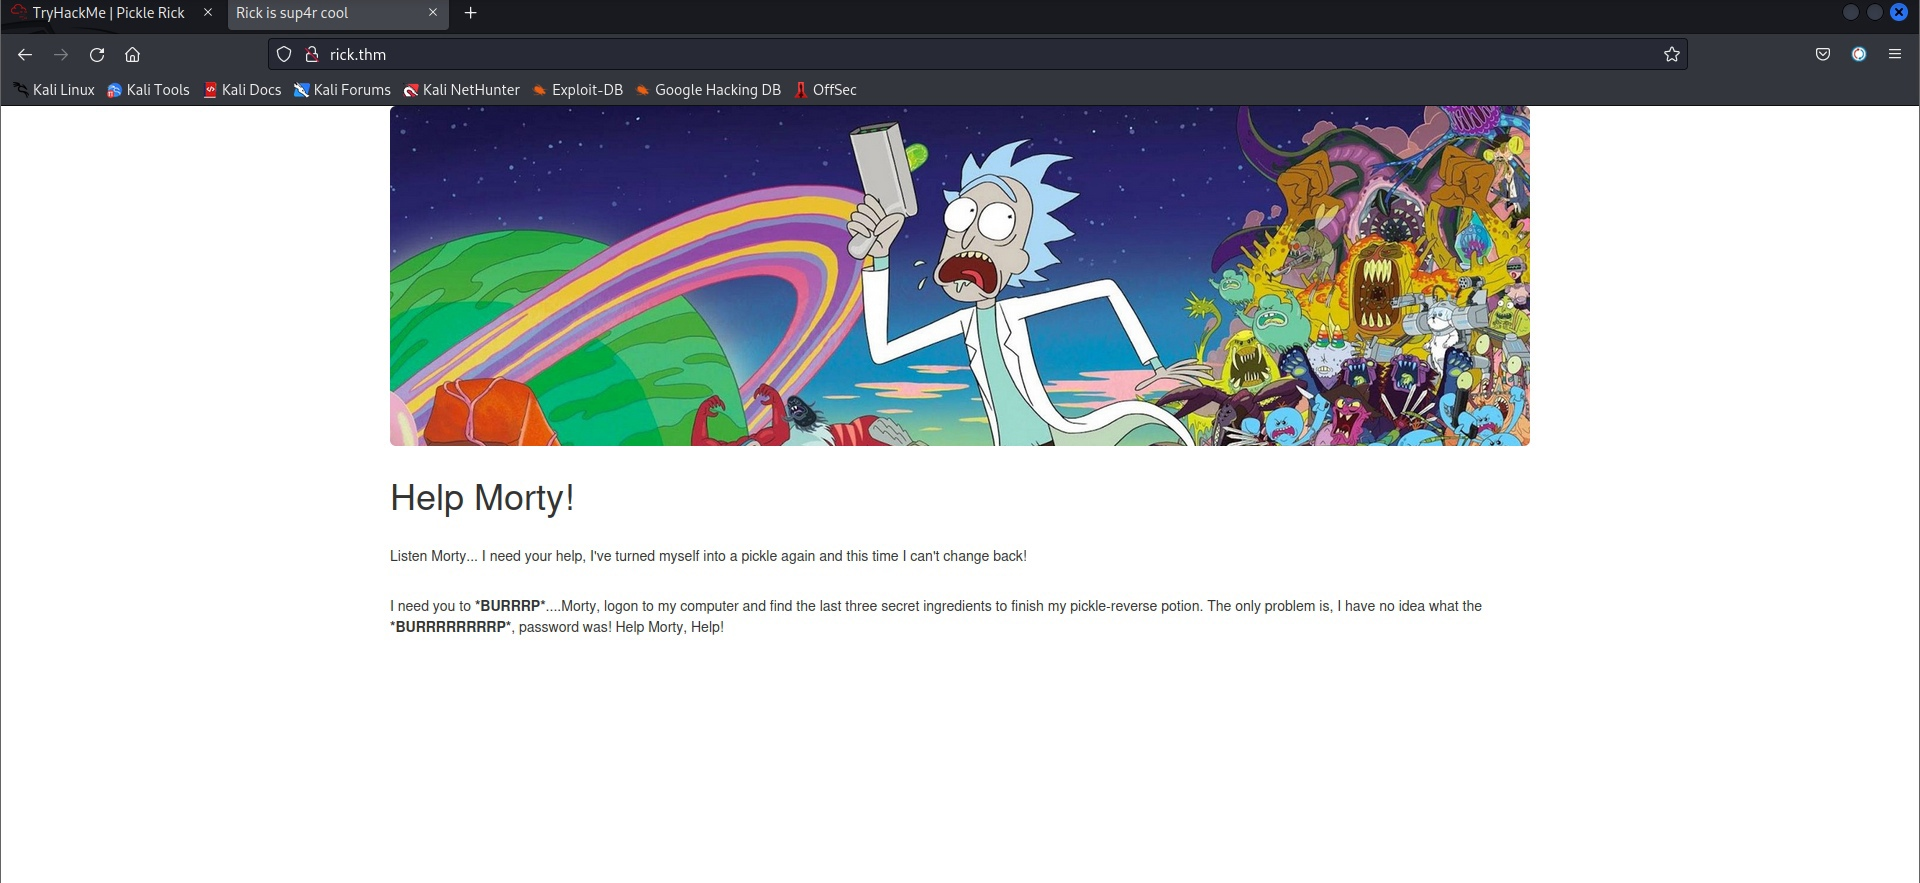 TryHackMe | Pickle Rick
Rick is sup4r cool
rick.thm
Kali Linux Kali Tools Kali Docs Kali Forums Kali NetHunter Exploit-DB Google Hacking DB OffSec
Help Morty!
Listen Morty... I need your help, I've turned myself into a pickle again and this time I can't change back!
I need you to *BURRRP*....Morty, logon to my computer and find the last three secret ingredients to finish my pickle-reverse potion. The only problem is, I have no idea what the
*BURRRRRRRRP*, password was! Help Morty, Help!